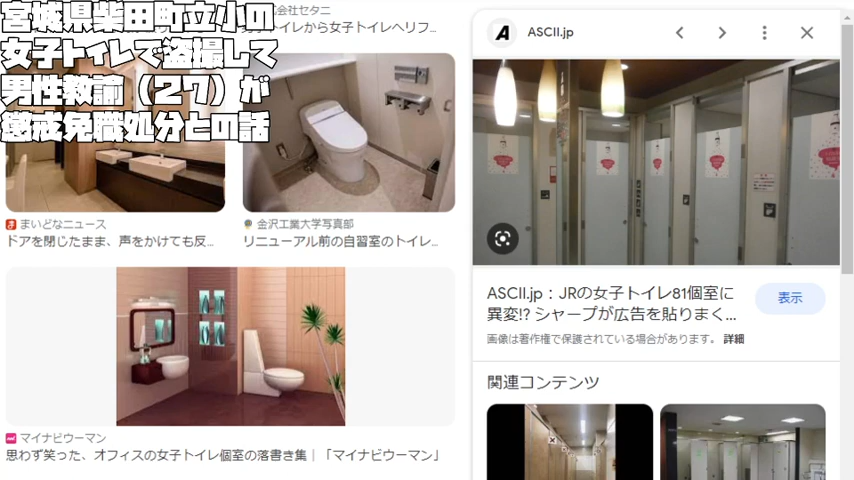 宮城県柴田町立小の
女子トイレで盗撮して
男性教諭（27）が
懲戒免職処分との話
会社セタニ
子トイレから女子トイレへリフ…
まいどなニュース
ドアを閉じたまま、声をかけても反…
金沢工業大学写真部
リニューアル前の自習室のトイレ…
マイナビウーマン
思わず笑った、オフィスの女子トイレ個室の落書き集｜「マイナビウーマン」
ASCII.jp
ASCII.jp：JRの女子トイレ81個室に
異変!? シャープが広告を貼りまく...
表示
画像は著作権で保護されている場合があります。 詳細
関連コンテンツ